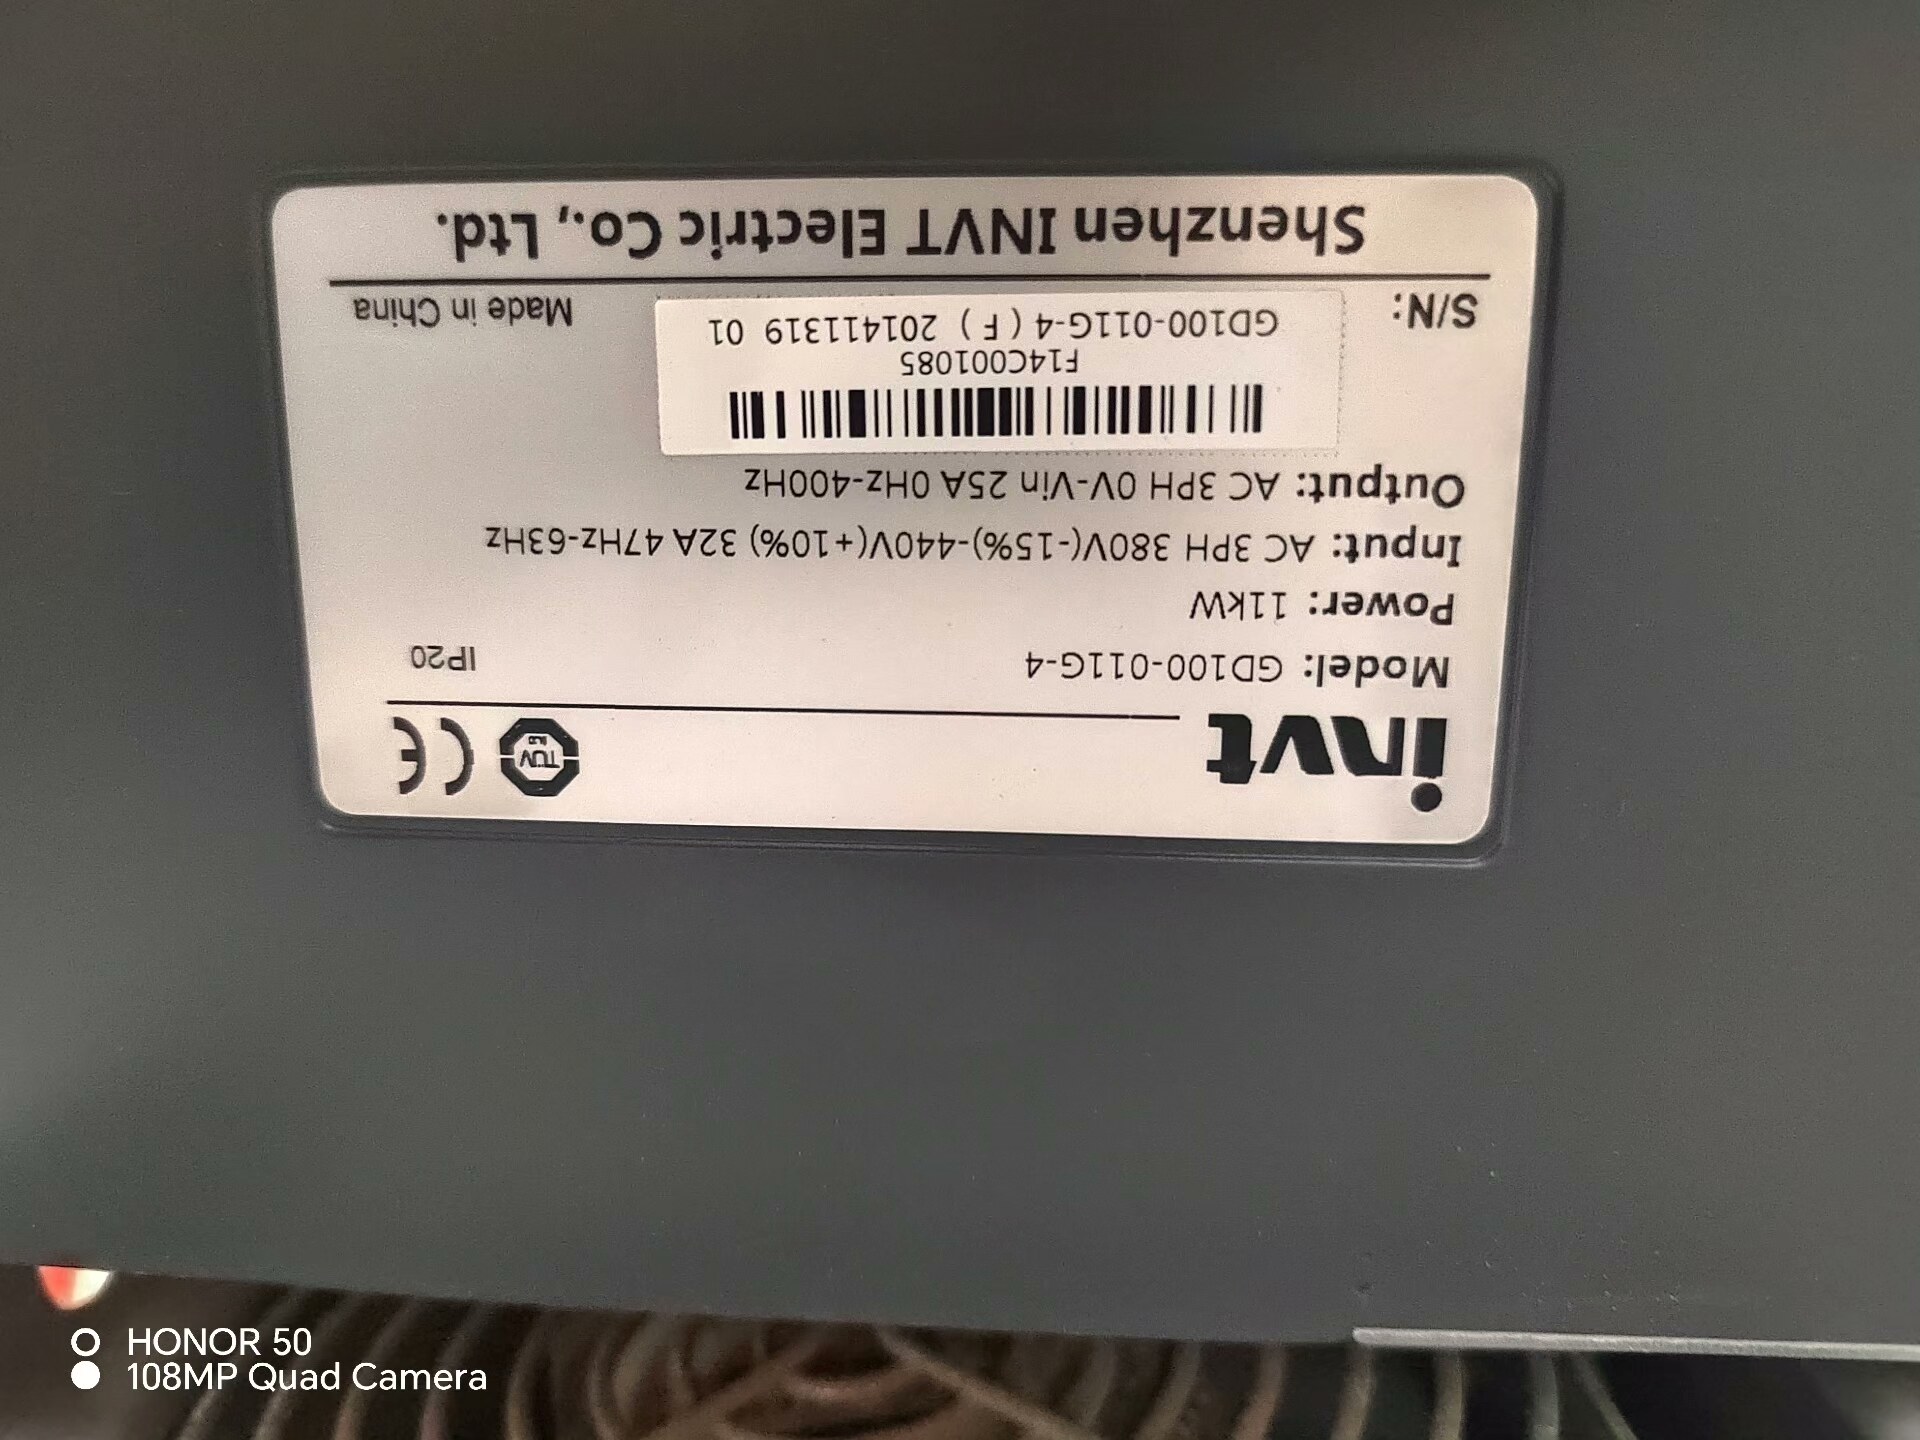 invt
TUV
CE
Model: GD100-011G-4
IP20
Power: 11kW
Input: AC 3PH 380V(-15%)-440V(+10%) 32A 47Hz-63Hz
Output: AC 3PH 0V-Vin 25A 0Hz-400Hz
S/N:
F14C001085
GD100-011G-4 ( F ) 201411319 01
Made in China
Shenzhen INVT Electric Co., Ltd.
HONOR 50
108MP Quad Camera